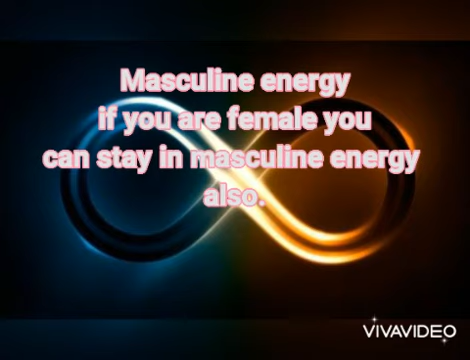 Masculine energy
if you are female you
can stay in masculine energy
also.
VIVAVIDEO